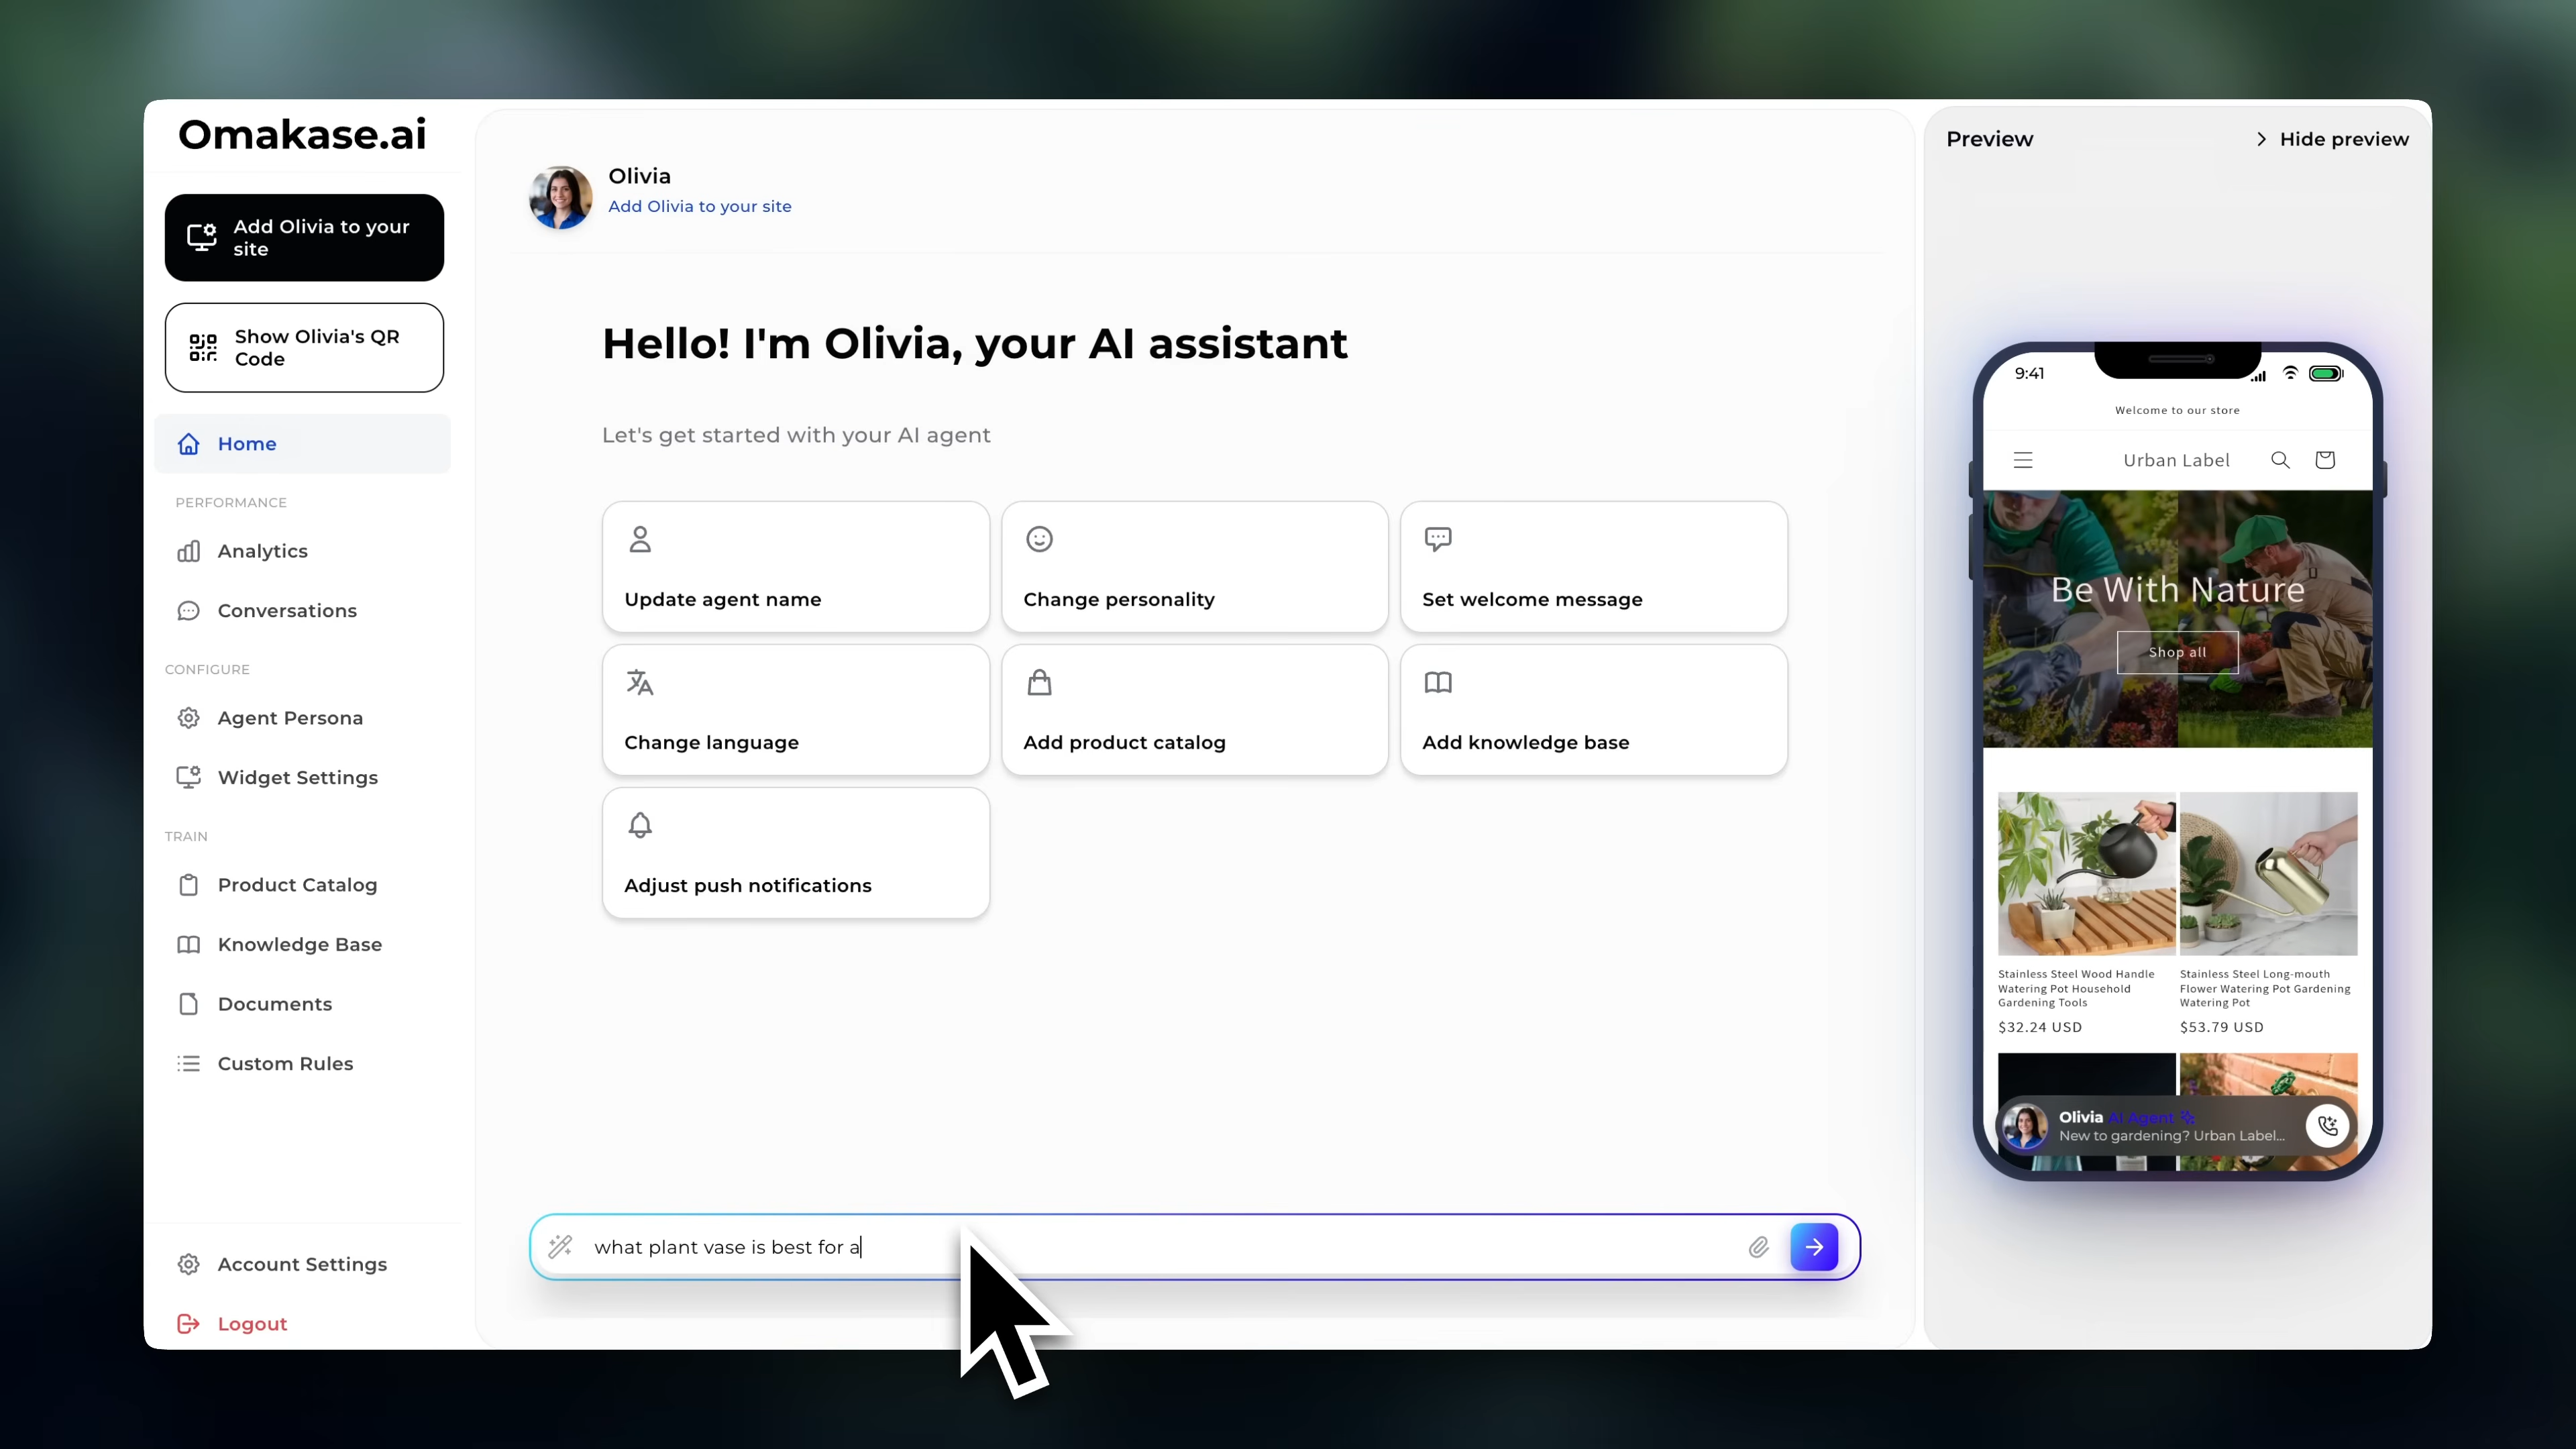 Omakase.ai
Add Olivia to your
site
Show Olivia's QR
Code
Home
PERFORMANCE
Analytics
Conversations
CONFIGURE
Agent Persona
Widget Settings
TRAIN
Product Catalog
Knowledge Base
Documents
Custom Rules
Account Settings
Logout
Olivia
Add Olivia to your site
Hello! I'm Olivia, your AI assistant
Let's get started with your AI agent
Update agent name
Change personality
Set welcome message
Change language
Add product catalog
Add knowledge base
Adjust push notifications
what plant vase is best for a
Preview
Hide preview
9:41
Welcome to our store
Urban Label
Be With Nature
Shop all
Stainless Steel Wood Handle
Watering Pot Household
Gardening Tools
$32.24 USD
Stainless Steel Long-mouth
Flower Watering Pot Gardening
Watering Pot
$53.79 USD
Olivia AI Agent
New to gardening? Urban Label...